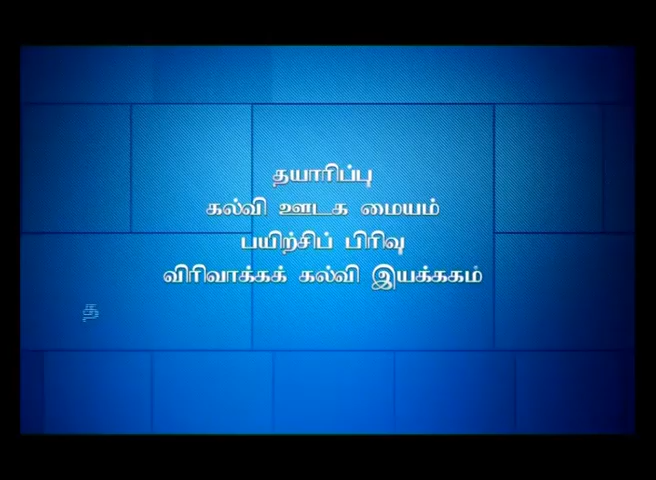 தயாரிப்பு
கல்வி ஊடக மையம்
பயிற்சிப் பிரிவு
விரிவாக்கக் கல்வி இயக்ககம்
த